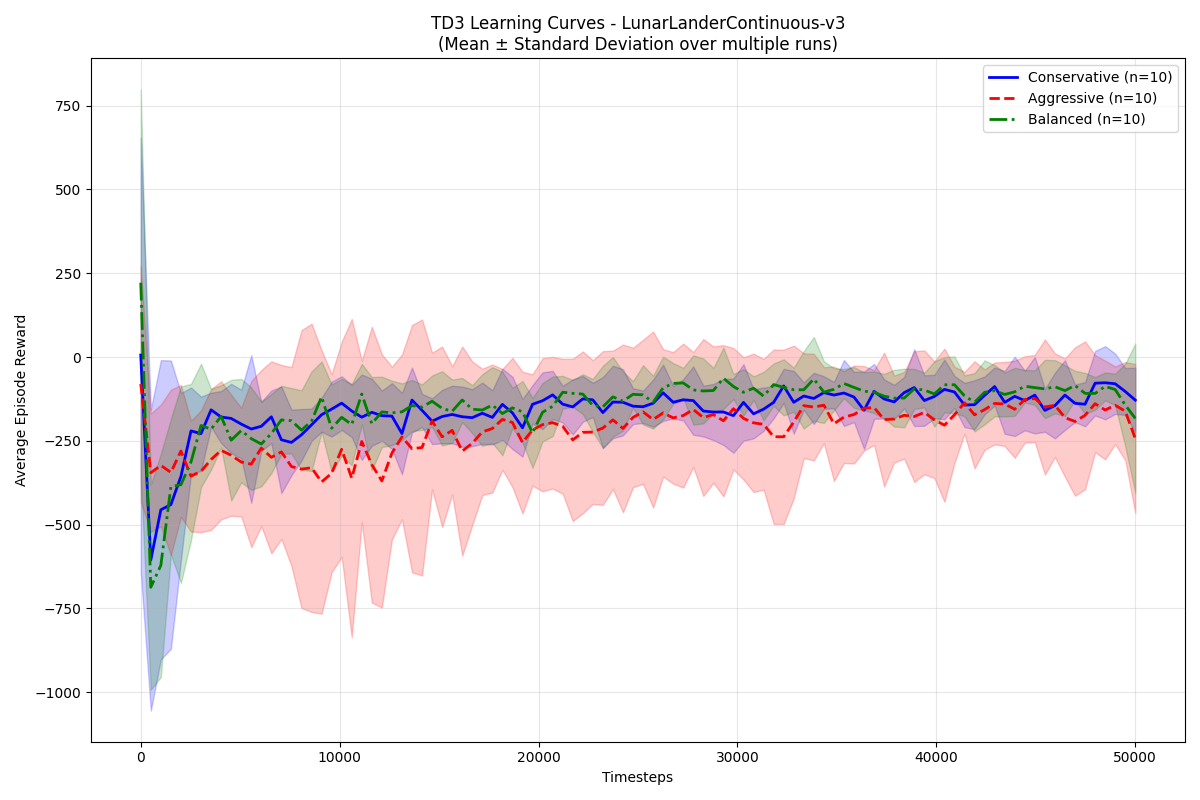 TD3 Learning Curves - LunarLanderContinuous-v3
(Mean ± Standard Deviation over multiple runs)
Conservative (n=10)
Aggressive (n=10)
Balanced (n=10)
Average Episode Reward
750
500
250
0
−250
−500
−750
−1000
0
10000
20000
30000
40000
50000
Timesteps